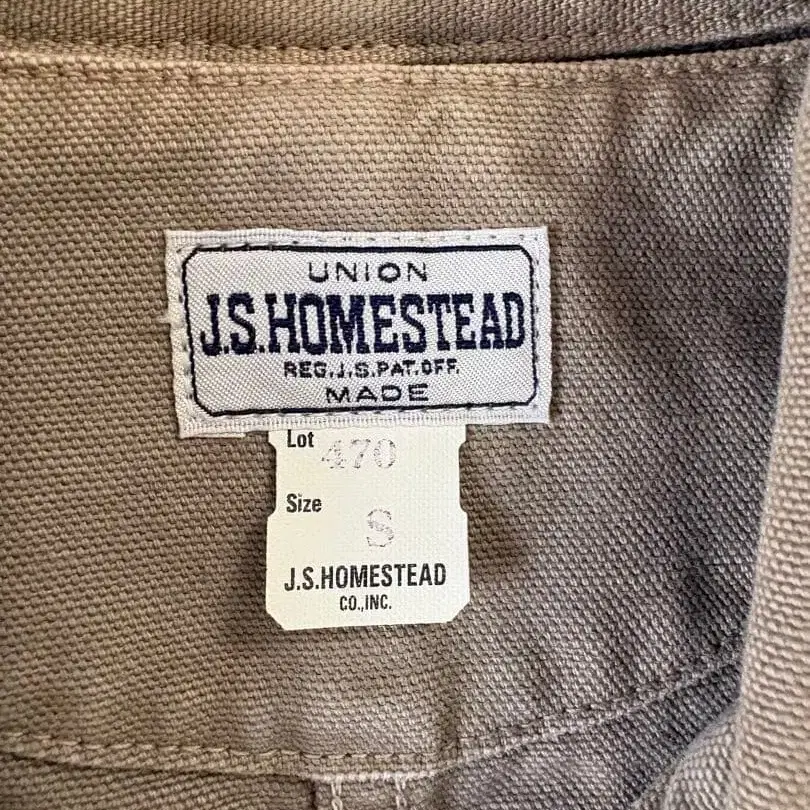 UNION
J.S.HOMESTEAD
REG.J.S.PAT.OFF.
MADE
Lot 470
Size S
J.S.HOMESTEAD
CO.,INC.